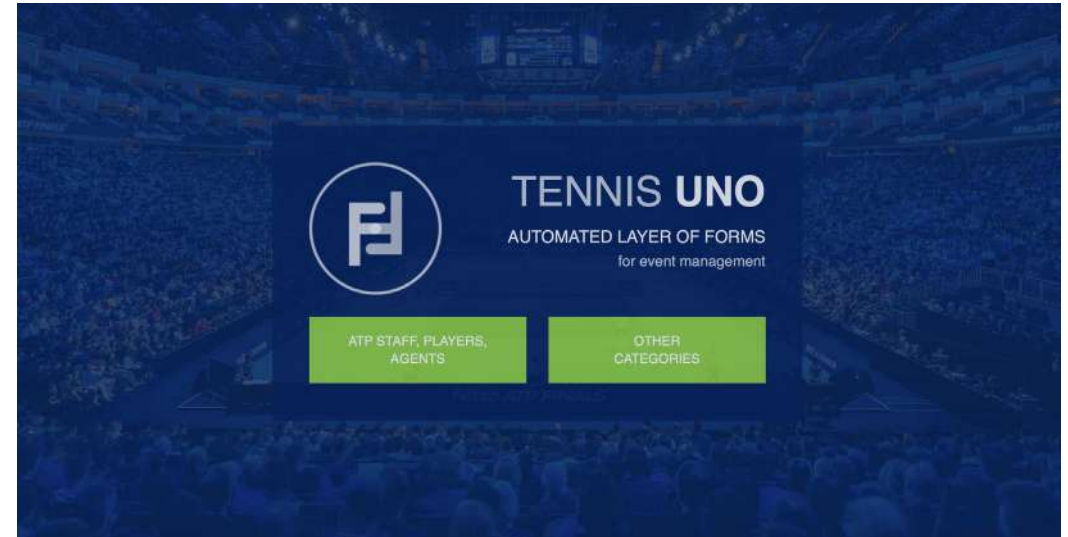 TENNIS UNO
AUTOMATED LAYER OF FORMS
for event management
ATP STAFF, PLAYERS,
AGENTS
OTHER
CATEGORIES